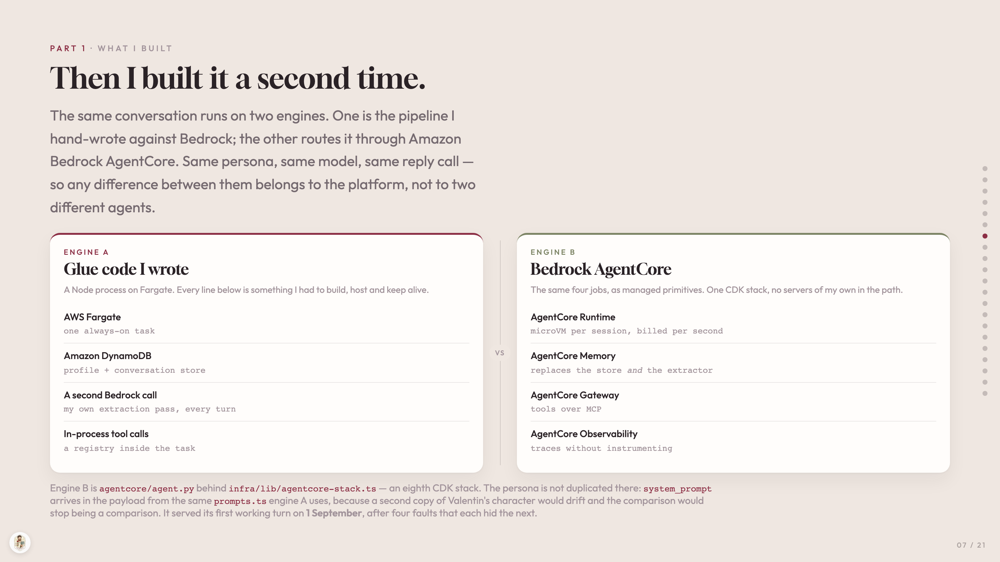 PART 1 · WHAT I BUILT
Then I built it a second time.
The same conversation runs on two engines. One is the pipeline I
hand-wrote against Bedrock; the other routes it through Amazon
Bedrock AgentCore. Same persona, same model, same reply call —
so any difference between them belongs to the platform, not to two
different agents.
ENGINE A
Glue code I wrote
A Node process on Fargate. Every line below is something I had to build, host and keep alive.
AWS Fargate
one always-on task
Amazon DynamoDB
profile + conversation store
A second Bedrock call
my own extraction pass, every turn
In-process tool calls
a registry inside the task
VS
ENGINE B
Bedrock AgentCore
The same four jobs, as managed primitives. One CDK stack, no servers of my own in the path.
AgentCore Runtime
microVM per session, billed per second
AgentCore Memory
replaces the store and the extractor
AgentCore Gateway
tools over MCP
AgentCore Observability
traces without instrumenting
Engine B is agentcore/agent.py behind infra/lib/agentcore-stack.ts — an eighth CDK stack. The persona is not duplicated there: system_prompt
arrives in the payload from the same prompts.ts engine A uses, because a second copy of Valentin's character would drift and the comparison would
stop being a comparison. It served its first working turn on 1 September, after four faults that each hid the next.
07 / 21